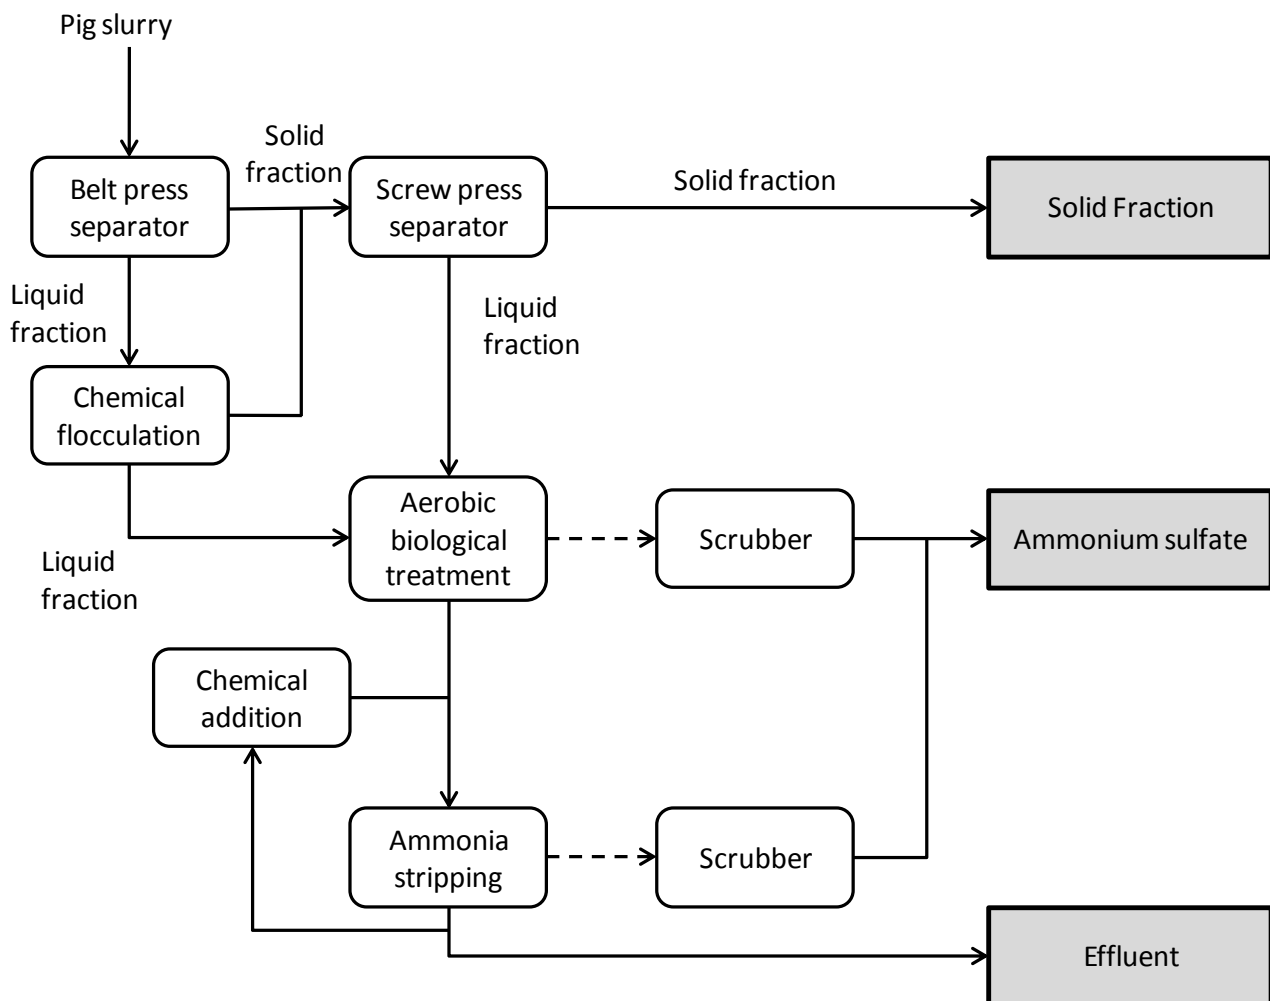 Pig slurry
Solid
fraction
Belt press
separator
Screw press
separator
Solid fraction
Solid Fraction
Liquid
fraction
Liquid
fraction
Chemical
flocculation
Aerobic
biological
treatment
Scrubber
Ammonium sulfate
Liquid
fraction
Chemical
addition
Ammonia
stripping
Scrubber
Effluent